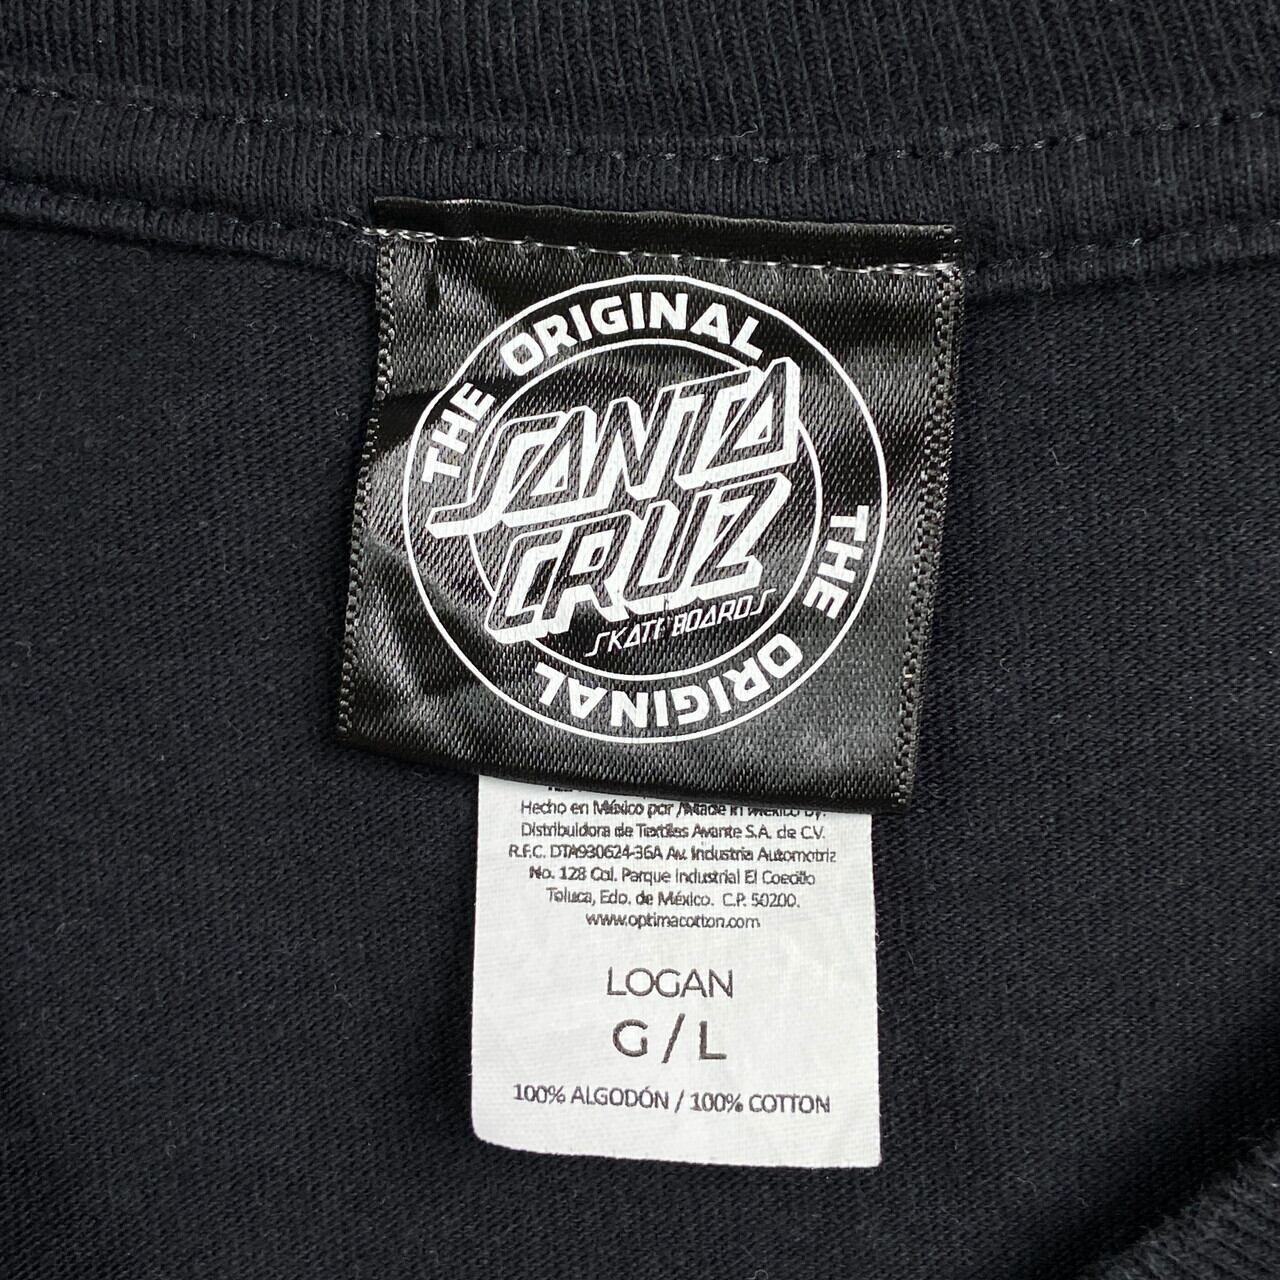 THE ORIGINAL
SANTA
CRUZ
SKATEBOARDS
THE ORIGINAL
Hecho en México por /Made in Mexico by:
Distribuidora de Textiles Avante S.A. de C.V.
R.F.C. DTA930624-36A Av. Industria Automotriz
No. 128 Col. Parque Industrial El Coecillo
Toluca, Edo. de México. C.P. 50200.
www.optimacotton.com
LOGAN
G / L
100% ALGODÓN / 100% COTTON